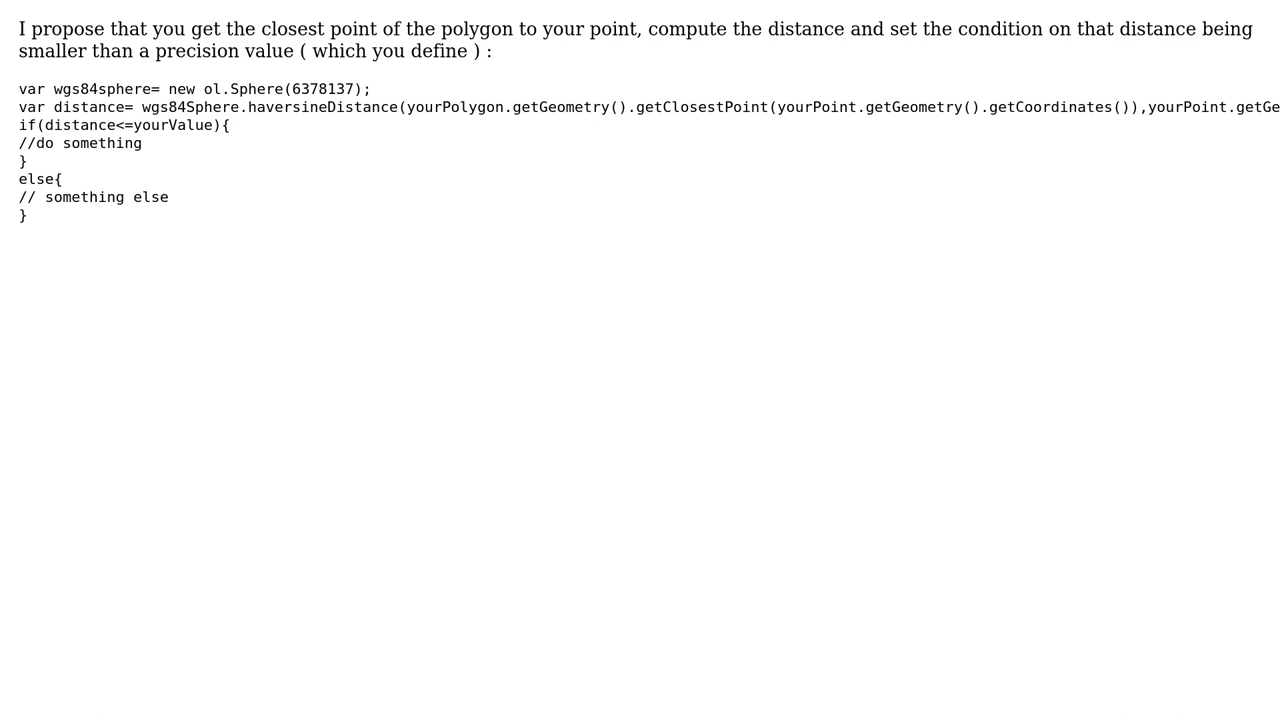 I propose that you get the closest point of the polygon to your point, compute the distance and set the condition on that distance being
smaller than a precision value ( which you define ) :
var wgs84sphere= new ol.Sphere(6378137);
var distance= wgs84Sphere.haversineDistance(yourPolygon.getGeometry().getClosestPoint(yourPoint.getGeometry().getCoordinates()),yourPoint.getGe
if(distance<=yourValue){
//do something
}
else{
// something else
}